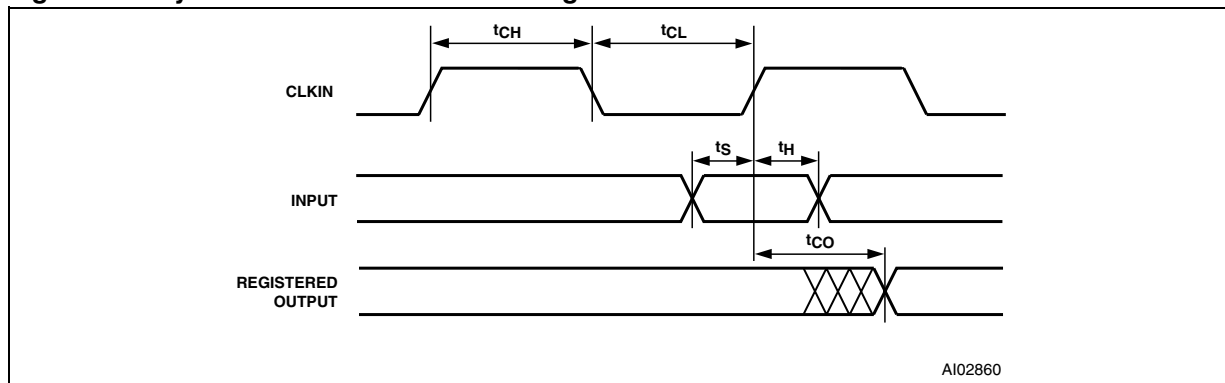 tCH
tCL
CLKIN
tS
tH
INPUT
tCO
REGISTERED
OUTPUT
AI02860